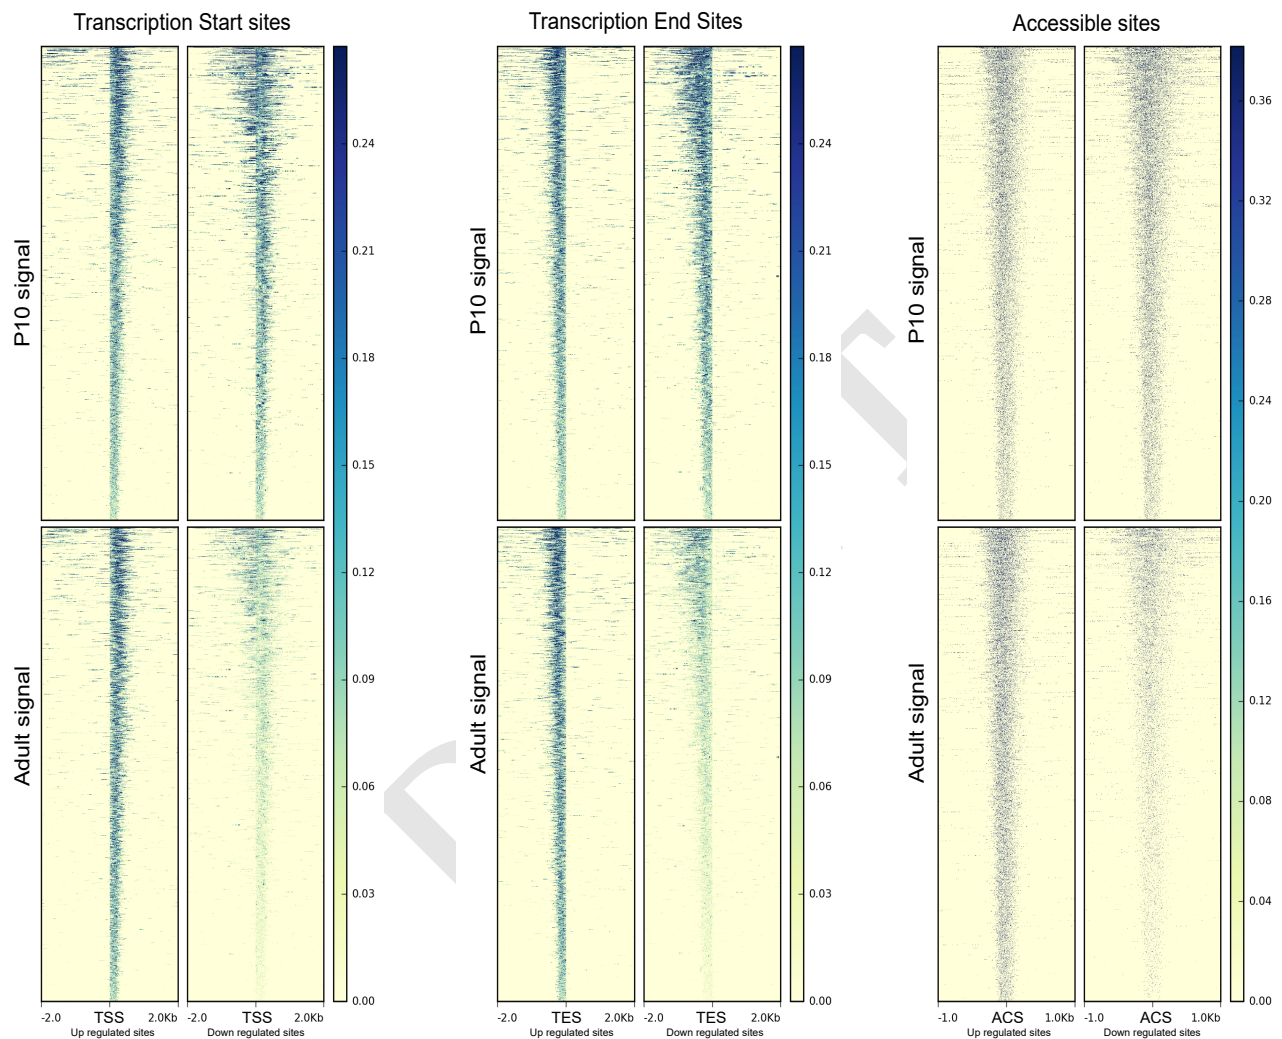 Transcription Start sites
Transcription End Sites
Accessible sites
P10 signal
P10 signal
P10 signal
Adult signal
Adult signal
Adult signal
0.24
0.21
0.18
0.15
0.12
0.09
0.06
0.03
0.00
0.24
0.21
0.18
0.15
0.12
0.09
0.06
0.03
0.00
0.36
0.32
0.28
0.24
0.20
0.16
0.12
0.08
0.04
0.00
-2.0 TSS 2.0Kb -2.0 TSS 2.0Kb
Up regulated sites Down regulated sites
-2.0 TES 2.0Kb -2.0 TES 2.0Kb
Up regulated sites Down regulated sites
-1.0 ACS 1.0Kb -1.0 ACS 1.0Kb
Up regulated sites Down regulated sites